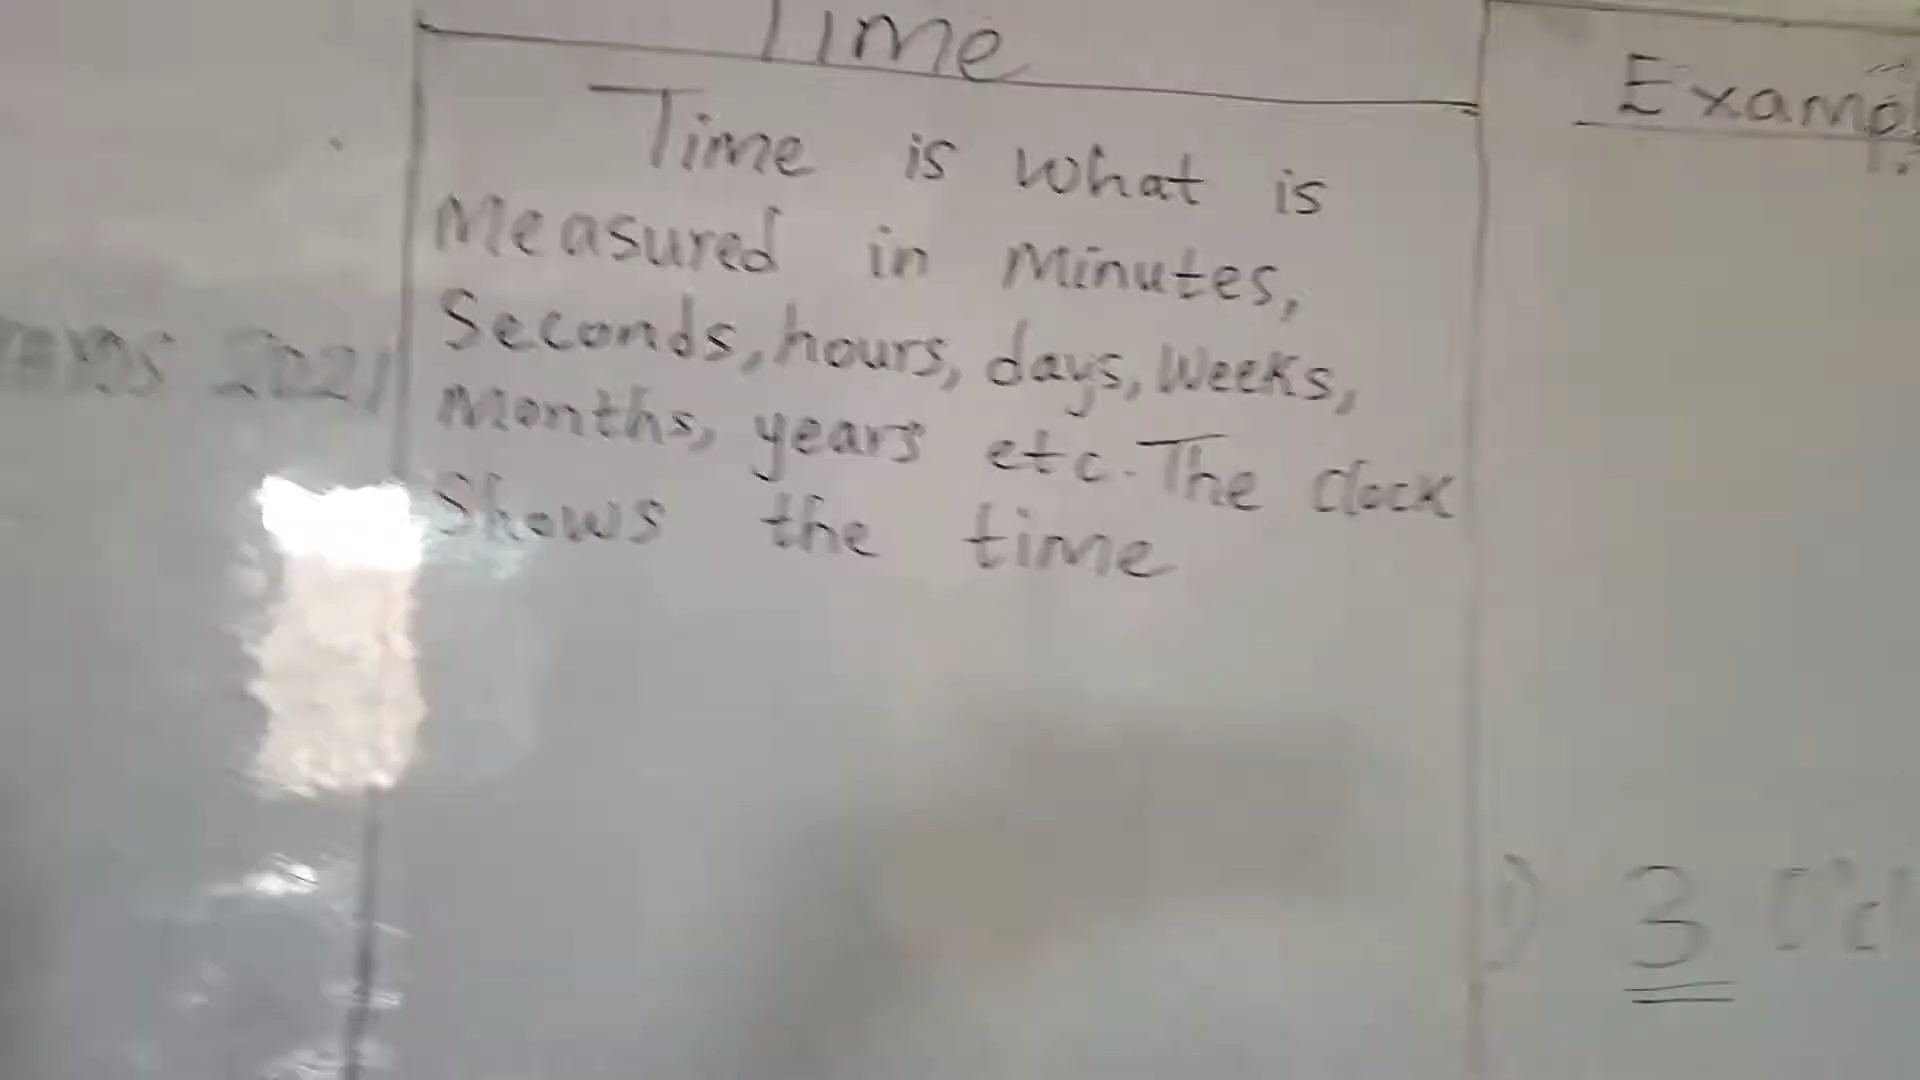 Time
Time is what is
Measured in Minutes,
Seconds, hours, days, Weeks,
Months, years etc. The Clock
Shows the time
2021
3